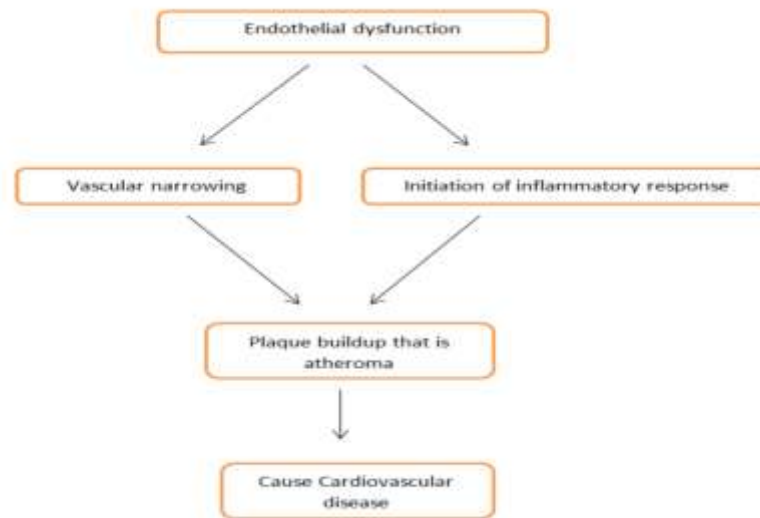 Endothelial dysfunction
Vascular narrowing
Initiation of inflammatory response
Plaque buildup that is
atheroma
Cause Cardiovascular
disease